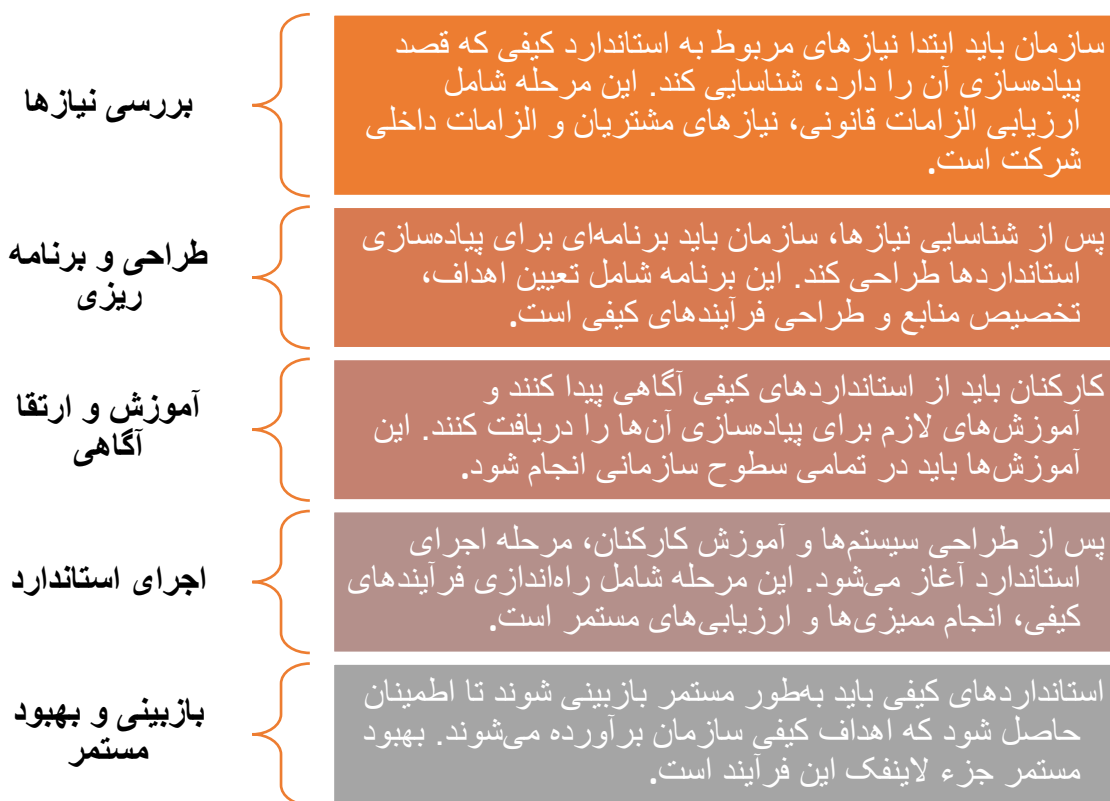 بررسی نیازها
سازمان باید ابتدا نیازهای مربوط به استاندارد کیفی که قصد
پیاده‌سازی آن را دارد، شناسایی کند. این مرحله شامل
ارزیابی الزامات قانونی، نیازهای مشتریان و الزامات داخلی
شرکت است.
طراحی و برنامه
ریزی
پس از شناسایی نیازها، سازمان باید برنامه‌ای برای پیاده‌سازی
استانداردها طراحی کند. این برنامه شامل تعیین اهداف،
تخصیص منابع و طراحی فرآیندهای کیفی است.
آموزش و ارتقا
آگاهی
کارکنان باید از استانداردهای کیفی آگاهی پیدا کنند و
آموزش‌های لازم برای پیاده‌سازی آن‌ها را دریافت کنند. این
آموزش‌ها باید در تمامی سطوح سازمانی انجام شود.
اجرای استاندارد
پس از طراحی سیستم‌ها و آموزش کارکنان، مرحله اجرای
استاندارد آغاز می‌شود. این مرحله شامل راه‌اندازی فرآیندهای
کیفی، انجام ممیزی‌ها و ارزیابی‌های مستمر است.
بازبینی و بهبود
مستمر
استانداردهای کیفی باید به‌طور مستمر بازبینی شوند تا اطمینان
حاصل شود که اهداف کیفی سازمان برآورده می‌شوند. بهبود
مستمر جزء لاینفک این فرآیند است.